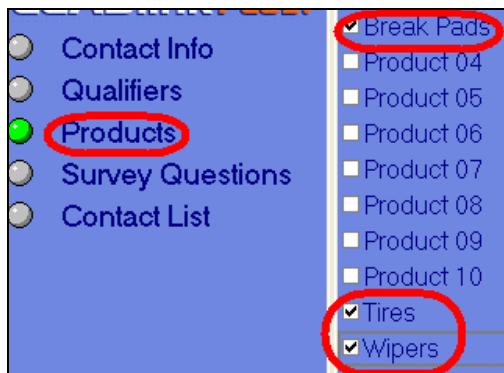 Contact Info
Qualifiers
Products
Survey Questions
Contact List
Break Pads
Product 04
Product 05
Product 06
Product 07
Product 08
Product 09
Product 10
Tires
Wipers